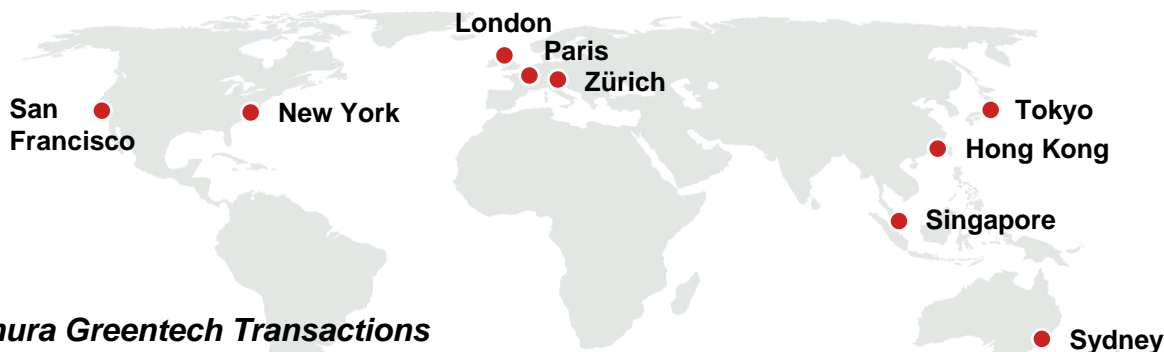 London
Paris
Zürich
San
Francisco
New York
Tokyo
Hong Kong
Singapore
Greentech Transactions
Sydney